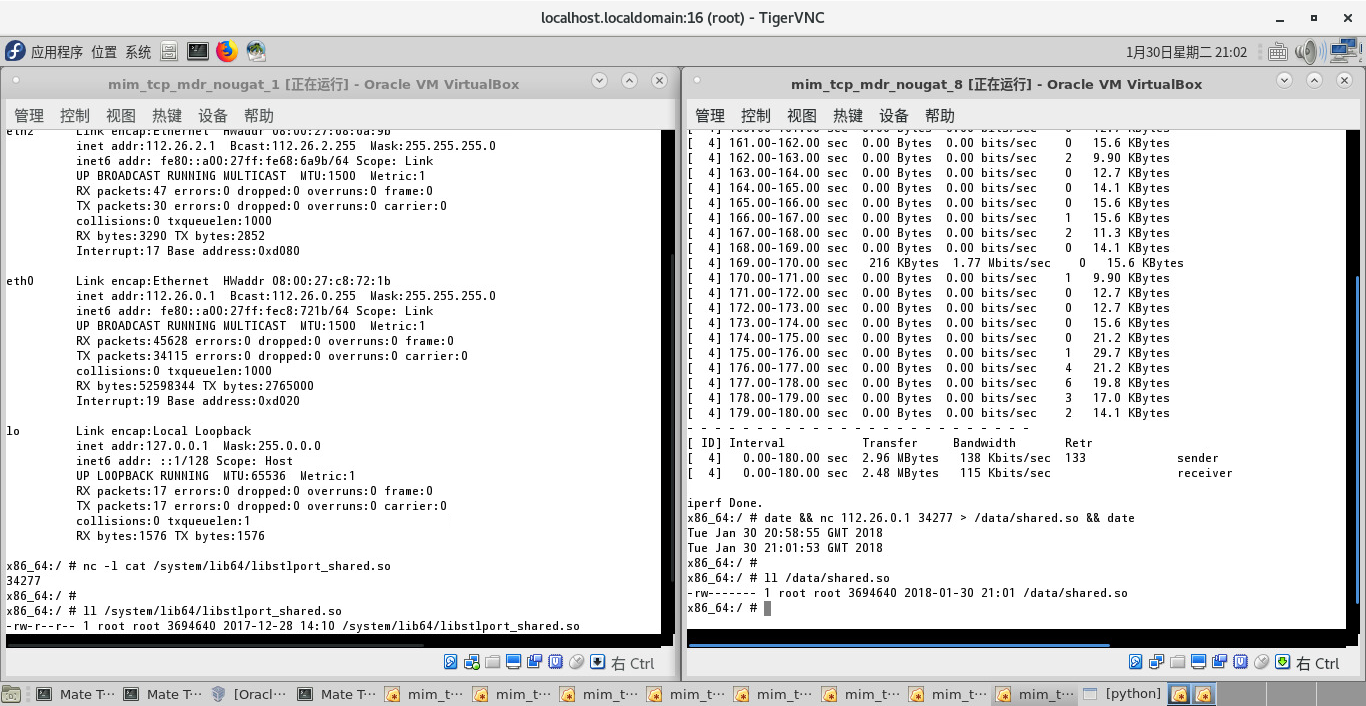 localhost.localdomain:16 (root) - TigerVNC
应用程序 位置 系统
1月30日星期二 21:02
mim_tcp_mdr_nougat_1 [正在运行] - Oracle VM VirtualBox
管理 控制 视图 热键 设备 帮助
eth2 Link encap:Ethernet HWaddr 08:00:27:68:6a:9b
inet addr:112.26.2.1 Bcast:112.26.2.255 Mask:255.255.255.0
inet6 addr: fe80::a00:27ff:fe68:6a9b/64 Scope: Link
UP BROADCAST RUNNING MULTICAST MTU:1500 Metric:1
RX packets:47 errors:0 dropped:0 overruns:0 frame:0
TX packets:30 errors:0 dropped:0 overruns:0 carrier:0
collisions:0 txqueuelen:1000
RX bytes:3290 TX bytes:2852
Interrupt:17 Base address:0xd080
eth0 Link encap:Ethernet HWaddr 08:00:27:c8:72:1b
inet addr:112.26.0.1 Bcast:112.26.0.255 Mask:255.255.255.0
inet6 addr: fe80::a00:27ff:fec8:721b/64 Scope: Link
UP BROADCAST RUNNING MULTICAST MTU:1500 Metric:1
RX packets:45628 errors:0 dropped:0 overruns:0 frame:0
TX packets:34115 errors:0 dropped:0 overruns:0 carrier:0
collisions:0 txqueuelen:1000
RX bytes:52598344 TX bytes:2765000
Interrupt:19 Base address:0xd020
lo Link encap:Local Loopback
inet addr:127.0.0.1 Mask:255.0.0.0
inet6 addr: ::1/128 Scope: Host
UP LOOPBACK RUNNING MTU:65536 Metric:1
RX packets:17 errors:0 dropped:0 overruns:0 frame:0
TX packets:17 errors:0 dropped:0 overruns:0 carrier:0
collisions:0 txqueuelen:1
RX bytes:1576 TX bytes:1576
x86_64:/ # nc -l cat /system/lib64/libstlport_shared.so
34277
x86_64:/ #
x86_64:/ # ll /system/lib64/libstlport_shared.so
-rw-r--r-- 1 root root 3694640 2017-12-28 14:10 /system/lib64/libstlport_shared.so
右 Ctrl
mim_tcp_mdr_nougat_8 [正在运行] - Oracle VM VirtualBox
管理 控制 视图 热键 设备 帮助
[ 4] 160.00-161.00 sec 0.00 Bytes 0.00 bits/sec 0 12.7 KBytes
[ 4] 161.00-162.00 sec 0.00 Bytes 0.00 bits/sec 0 15.6 KBytes
[ 4] 162.00-163.00 sec 0.00 Bytes 0.00 bits/sec 2 9.90 KBytes
[ 4] 163.00-164.00 sec 0.00 Bytes 0.00 bits/sec 0 12.7 KBytes
[ 4] 164.00-165.00 sec 0.00 Bytes 0.00 bits/sec 0 14.1 KBytes
[ 4] 165.00-166.00 sec 0.00 Bytes 0.00 bits/sec 0 15.6 KBytes
[ 4] 166.00-167.00 sec 0.00 Bytes 0.00 bits/sec 1 15.6 KBytes
[ 4] 167.00-168.00 sec 0.00 Bytes 0.00 bits/sec 2 11.3 KBytes
[ 4] 168.00-169.00 sec 0.00 Bytes 0.00 bits/sec 0 14.1 KBytes
[ 4] 169.00-170.00 sec 216 KBytes 1.77 Mbits/sec 0 15.6 KBytes
[ 4] 170.00-171.00 sec 0.00 Bytes 0.00 bits/sec 1 9.90 KBytes
[ 4] 171.00-172.00 sec 0.00 Bytes 0.00 bits/sec 0 12.7 KBytes
[ 4] 172.00-173.00 sec 0.00 Bytes 0.00 bits/sec 0 12.7 KBytes
[ 4] 173.00-174.00 sec 0.00 Bytes 0.00 bits/sec 0 15.6 KBytes
[ 4] 174.00-175.00 sec 0.00 Bytes 0.00 bits/sec 0 21.2 KBytes
[ 4] 175.00-176.00 sec 0.00 Bytes 0.00 bits/sec 1 29.7 KBytes
[ 4] 176.00-177.00 sec 0.00 Bytes 0.00 bits/sec 4 21.2 KBytes
[ 4] 177.00-178.00 sec 0.00 Bytes 0.00 bits/sec 6 19.8 KBytes
[ 4] 178.00-179.00 sec 0.00 Bytes 0.00 bits/sec 3 17.0 KBytes
[ 4] 179.00-180.00 sec 0.00 Bytes 0.00 bits/sec 2 14.1 KBytes
- - - - - - - - - - - - - - - - - - - - - - - - -
[ ID] Interval Transfer Bandwidth Retr
[ 4] 0.00-180.00 sec 2.96 MBytes 138 Kbits/sec 133 sender
[ 4] 0.00-180.00 sec 2.48 MBytes 115 Kbits/sec receiver
iperf Done.
x86_64:/ # date && nc 112.26.0.1 34277 > /data/shared.so && date
Tue Jan 30 20:58:55 GMT 2018
Tue Jan 30 21:01:53 GMT 2018
x86_64:/ #
x86_64:/ # ll /data/shared.so
-rw------- 1 root root 3694640 2018-01-30 21:01 /data/shared.so
x86_64:/ #
右 Ctrl
Mate T··· Mate T··· [Oracl··· Mate T··· mim_t··· mim_t··· mim_t··· mim_t··· mim_t··· mim_t··· mim_t··· mim_t··· [python]